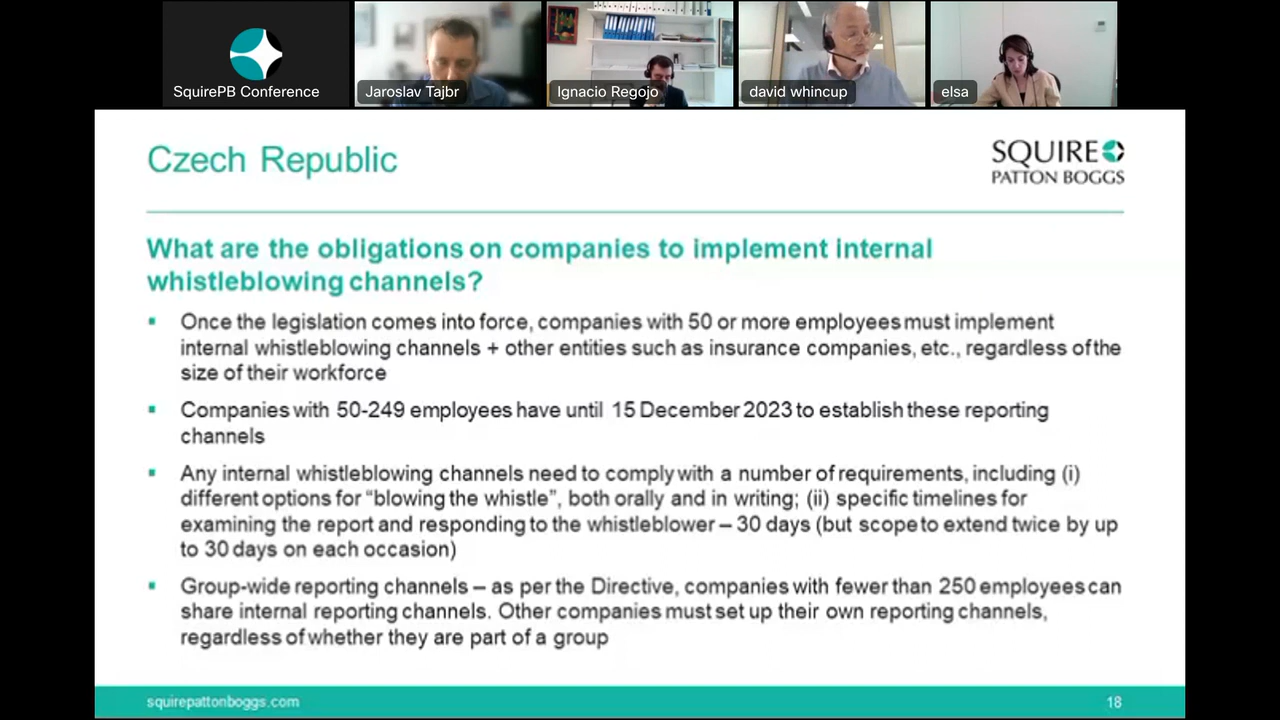 SquirePB Conference
Jaroslav Tajbr
Ignacio Regojo
david whincup
elsa
Czech Republic
SQUIRE
PATTON BOGGS
What are the obligations on companies to implement internal
whistleblowing channels?
Once the legislation comes into force, companies with 50 or more employees must implement
internal whistleblowing channels + other entities such as insurance companies, etc., regardless of the
size of their workforce
Companies with 50-249 employees have until 15 December 2023 to establish these reporting
channels
Any internal whistleblowing channels need to comply with a number of requirements, including (i)
different options for “blowing the whistle”, both orally and in writing; (ii) specific timelines for
examining the report and responding to the whistleblower – 30 days (but scope to extend twice by up
to 30 days on each occasion)
Group-wide reporting channels – as per the Directive, companies with fewer than 250 employees can
share internal reporting channels. Other companies must set up their own reporting channels,
regardless of whether they are part of a group
squirepattonboggs.com
18